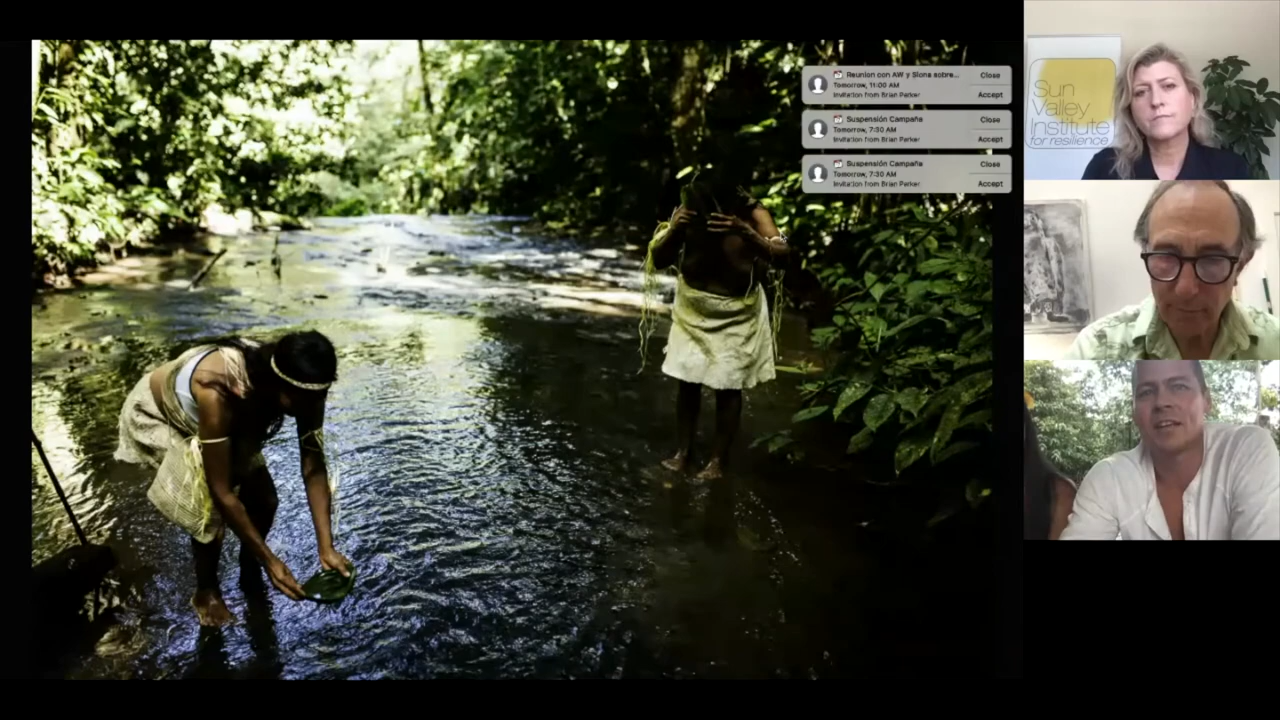 Reunion con AW y Siona sobre...
Close
Tomorrow, 11:00 AM
Invitation from Brian Parker
Accept
Suspensión Campaña
Close
Tomorrow, 7:30 AM
Invitation from Brian Parker
Accept
Suspensión Campaña
Close
Tomorrow, 7:30 AM
Invitation from Brian Parker
Accept
Sun
Valley
Institute
for resilience